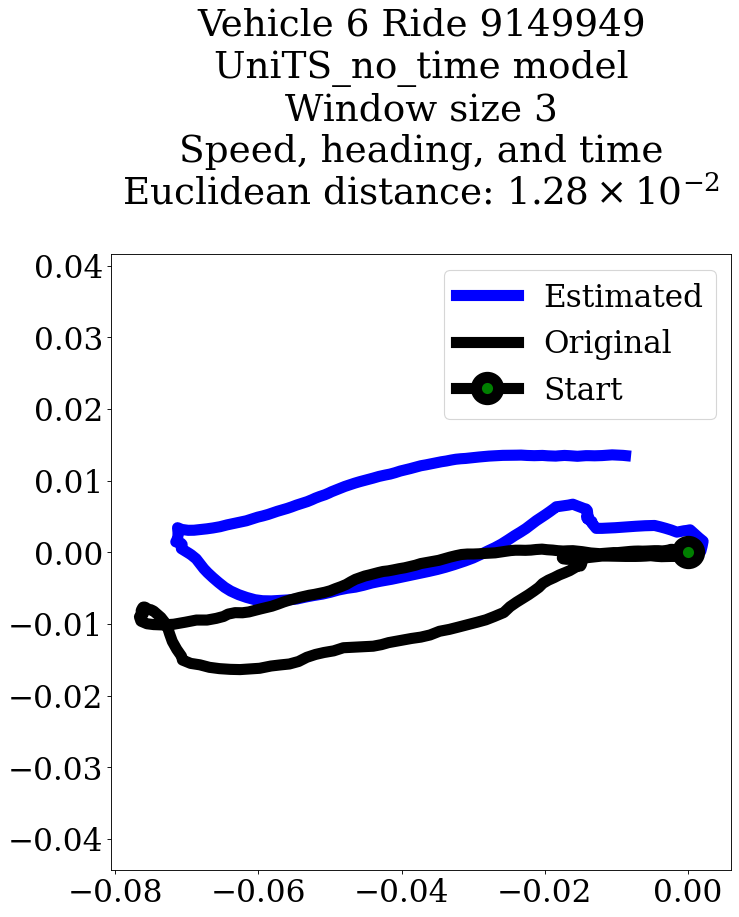 Vehicle 6 Ride 9149949
UniTS_no_time model
Window size 3
Speed, heading, and time
Euclidean distance: 1.28 × 10⁻²
0.04
0.03
0.02
0.01
0.00
−0.01
−0.02
−0.03
−0.04
Estimated
Original
Start
−0.08
−0.06
−0.04
−0.02
0.00